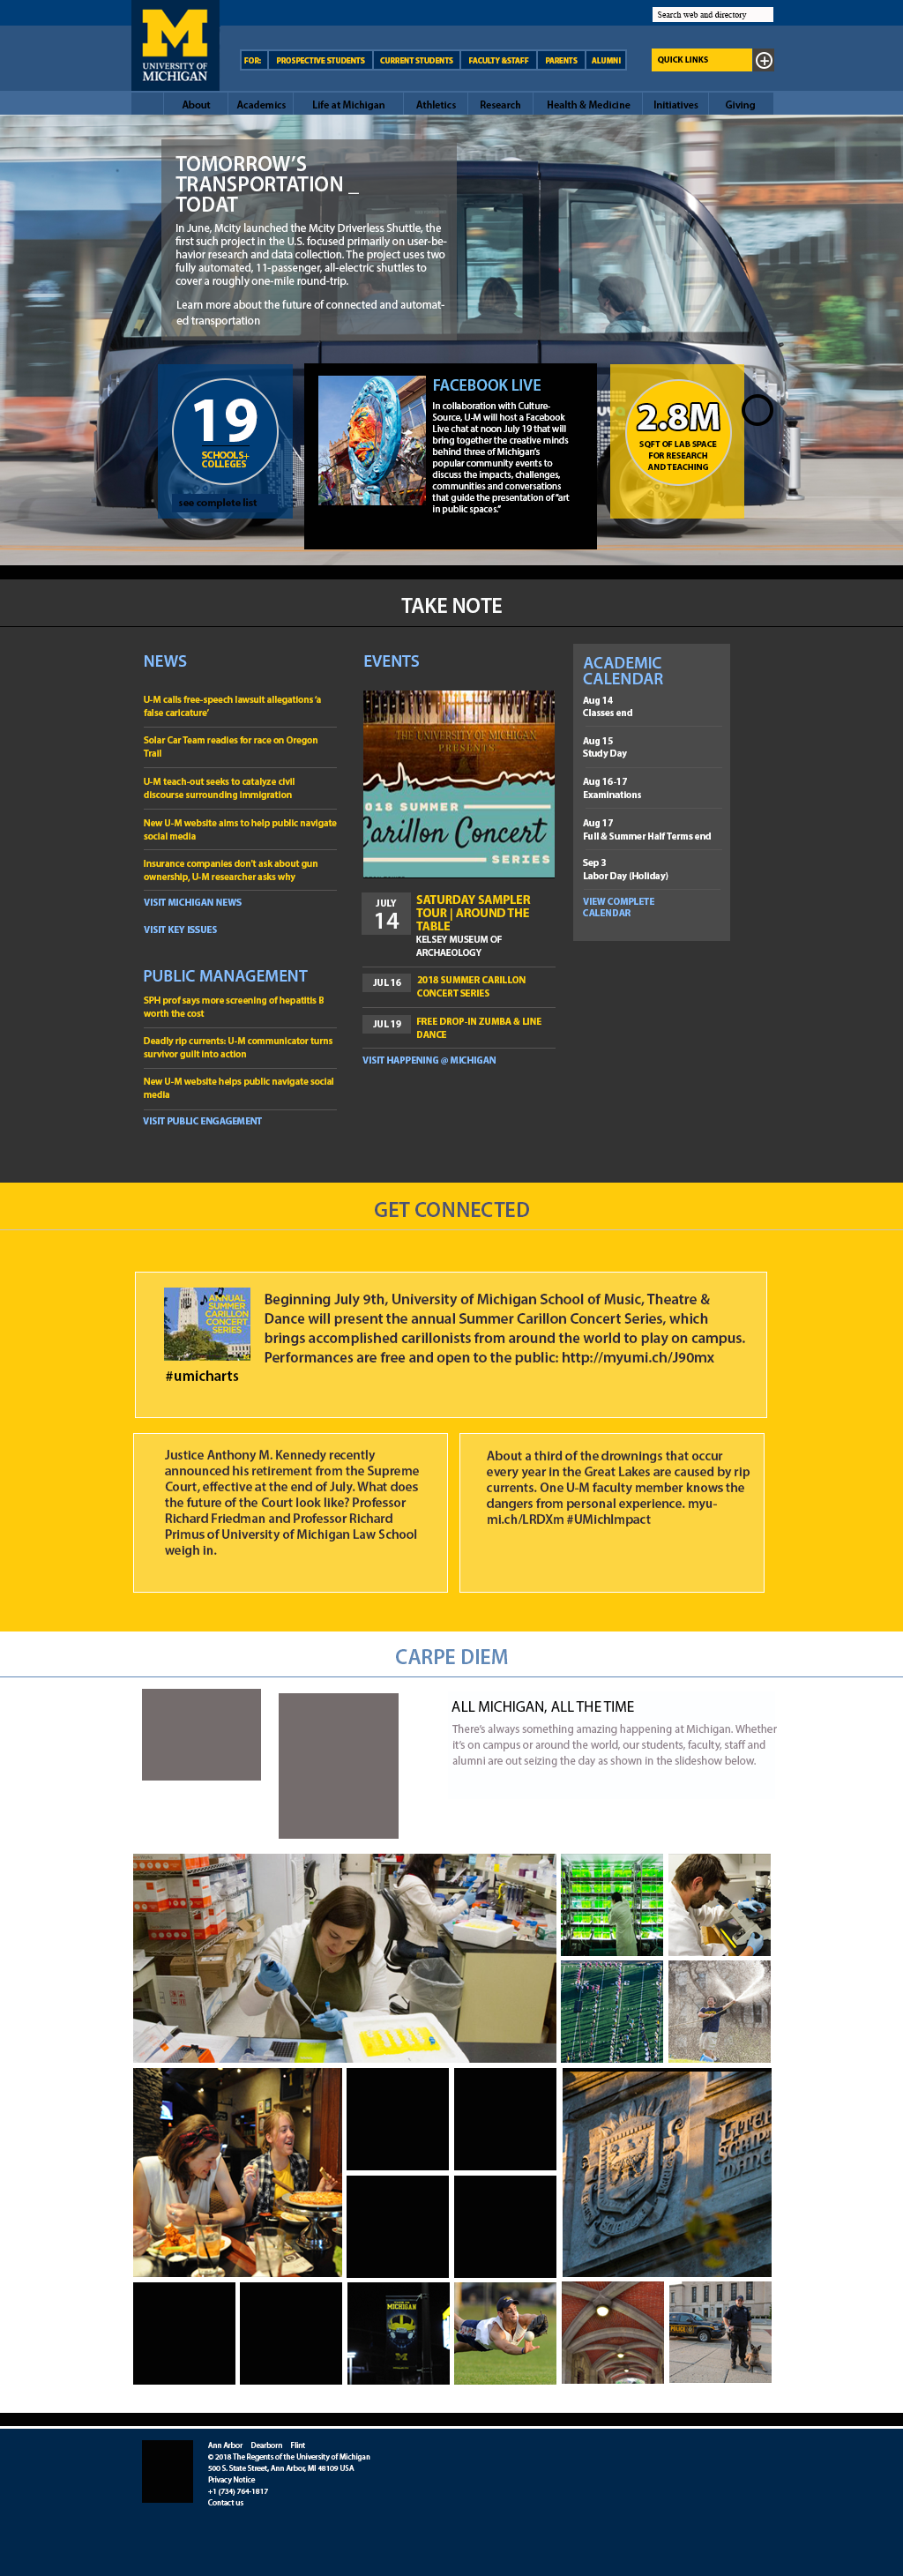 Search web and directory
M
UNIVERSITY OF
MICHIGAN
FOR: PROSPECTIVE STUDENTS CURRENT STUDENTS FACULTY &STAFF PARENTS ALUMNI
QUICK LINKS
About Academics Life at Michigan Athletics Research Health & Medicine Initiatives Giving
TOMORROW'S
TRANSPORTATION _
TODAT
In June, Mcity launched the Mcity Driverless Shuttle, the
first such project in the U.S. focused primarily on user-be-
havior research and data collection. The project uses two
fully automated, 11-passenger, all-electric shuttles to
cover a roughly one-mile round-trip.
Learn more about the future of connected and automat-
ed transportation
19
SCHOOLS+
COLLEGES
see complete list
FACEBOOK LIVE
In collaboration with Culture-
Source, U-M will host a Facebook
Live chat at noon July 19 that will
bring together the creative minds
behind three of Michigan's
popular community events to
discuss the impacts, challenges,
communities and conversations
that guide the presentation of "art
in public spaces."
2.8M
SQFT OF LAB SPACE
FOR RESEARCH
AND TEACHING
TAKE NOTE
NEWS
U-M calls free-speech lawsuit allegations 'a
false caricature'
Solar Car Team readies for race on Oregon
Trail
U-M teach-out seeks to catalyze civil
discourse surrounding immigration
New U-M website aims to help public navigate
social media
Insurance companies don't ask about gun
ownership, U-M researcher asks why
VISIT MICHIGAN NEWS
VISIT KEY ISSUES
PUBLIC MANAGEMENT
SPH prof says more screening of hepatitis B
worth the cost
Deadly rip currents: U-M communicator turns
survivor guilt into action
New U-M website helps public navigate social
media
VISIT PUBLIC ENGAGEMENT
EVENTS
THE UNIVERSITY OF MICHIGAN
PRESENTS
2018 SUMMER
Carillon Concert
SERIES
JULY
14
SATURDAY SAMPLER
TOUR | AROUND THE
TABLE
KELSEY MUSEUM OF
ARCHAEOLOGY
JUL 16
2018 SUMMER CARILLON
CONCERT SERIES
JUL 19
FREE DROP-IN ZUMBA & LINE
DANCE
VISIT HAPPENING @ MICHIGAN
ACADEMIC
CALENDAR
Aug 14
Classes end
Aug 15
Study Day
Aug 16-17
Examinations
Aug 17
Full & Summer Half Terms end
Sep 3
Labor Day (Holiday)
VIEW COMPLETE
CALENDAR
GET CONNECTED
ANNUAL
SUMMER
CARILLON
CONCERT
SERIES
#umicharts
Beginning July 9th, University of Michigan School of Music, Theatre &
Dance will present the annual Summer Carillon Concert Series, which
brings accomplished carillonists from around the world to play on campus.
Performances are free and open to the public: http://myumi.ch/J90mx
Justice Anthony M. Kennedy recently
announced his retirement from the Supreme
Court, effective at the end of July. What does
the future of the Court look like? Professor
Richard Friedman and Professor Richard
Primus of University of Michigan Law School
weigh in.
About a third of the drownings that occur
every year in the Great Lakes are caused by rip
currents. One U-M faculty member knows the
dangers from personal experience. myu-
mi.ch/LRDXm #UMichImpact
CARPE DIEM
ALL MICHIGAN, ALL THE TIME
There's always something amazing happening at Michigan. Whether
it's on campus or around the world, our students, faculty, staff and
alumni are out seizing the day as shown in the slideshow below.
MICHIGAN
M
POLICE
Ann Arbor Dearborn Flint
© 2018 The Regents of the University of Michigan
500 S. State Street, Ann Arbor, MI 48109 USA
Privacy Notice
+1 (734) 764-1817
Contact us